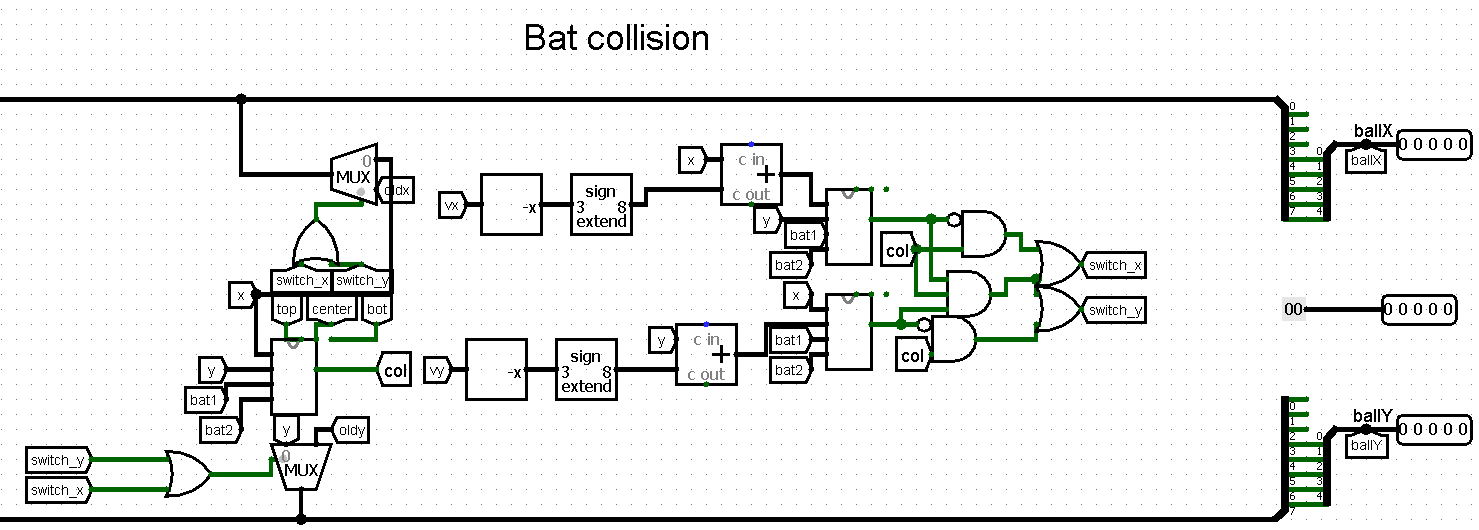 Bat collision
0
1
2
3 0
4 1
5 2
6 3
7 4
ballX
ballX
0 0 0 0 0
0
MUX
oldx
switch_x switch_y
x
top center bot
y
bat1
bat2
col
y
oldy
0
MUX
switch_y
switch_x
vx
-x
sign
3 8
extend
x
c in
+
c out
y
bat1
bat2
col
switch_x
x
switch_y
vy
-x
sign
3 8
extend
y
c in
+
c out
bat1
bat2
col
00
0 0 0 0 0
0
1
2 0
3 1
4 2
5 3
6 4
7
ballY
ballY
0 0 0 0 0